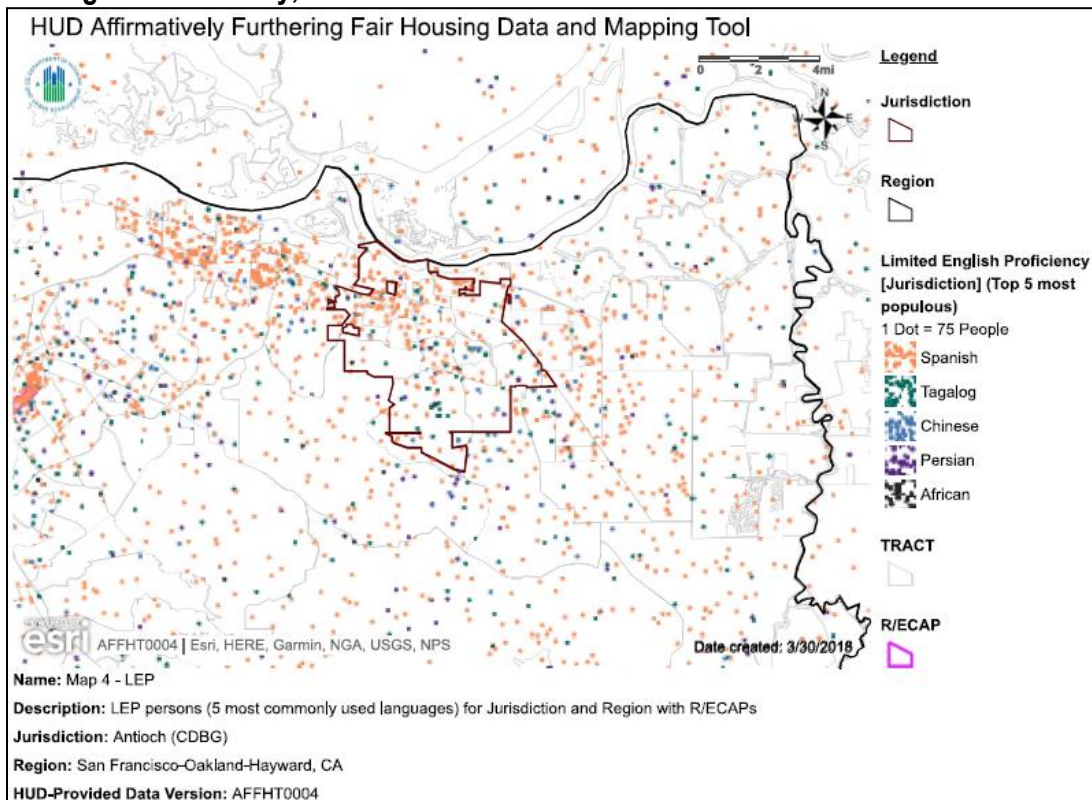 HUD Affirmatively Furthering Fair Housing Data and Mapping Tool
0 2 4mi
N
W E
S
Legend
Jurisdiction
Region
Limited English Proficiency
[Jurisdiction] (Top 5 most
populous)
1 Dot = 75 People
Spanish
Tagalog
Chinese
Persian
African
TRACT
R/ECAP
esri
AFFHT0004 | Esri, HERE, Garmin, NGA, USGS, NPS
Date created: 3/30/2018
Name: Map 4 - LEP
Description: LEP persons (5 most commonly used languages) for Jurisdiction and Region with R/ECAPs
Jurisdiction: Antioch (CDBG)
Region: San Francisco-Oakland-Hayward, CA
HUD-Provided Data Version: AFFHT0004